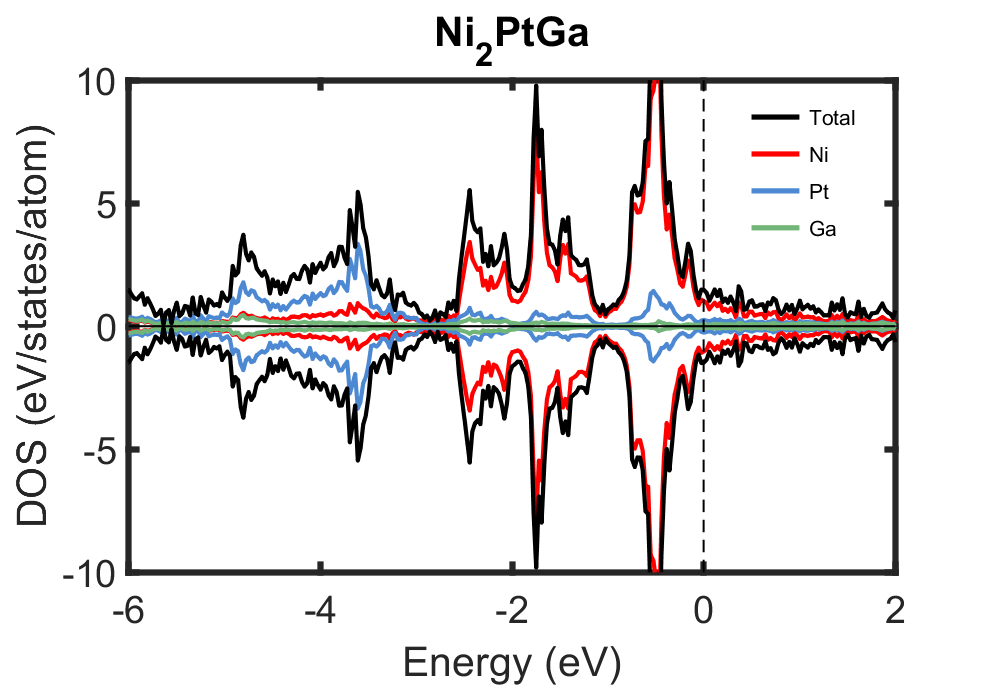 Ni2PtGa
10
5
0
-5
-10
DOS (eV/states/atom)
Total
Ni
Pt
Ga
-6 -4 -2 0 2
Energy (eV)